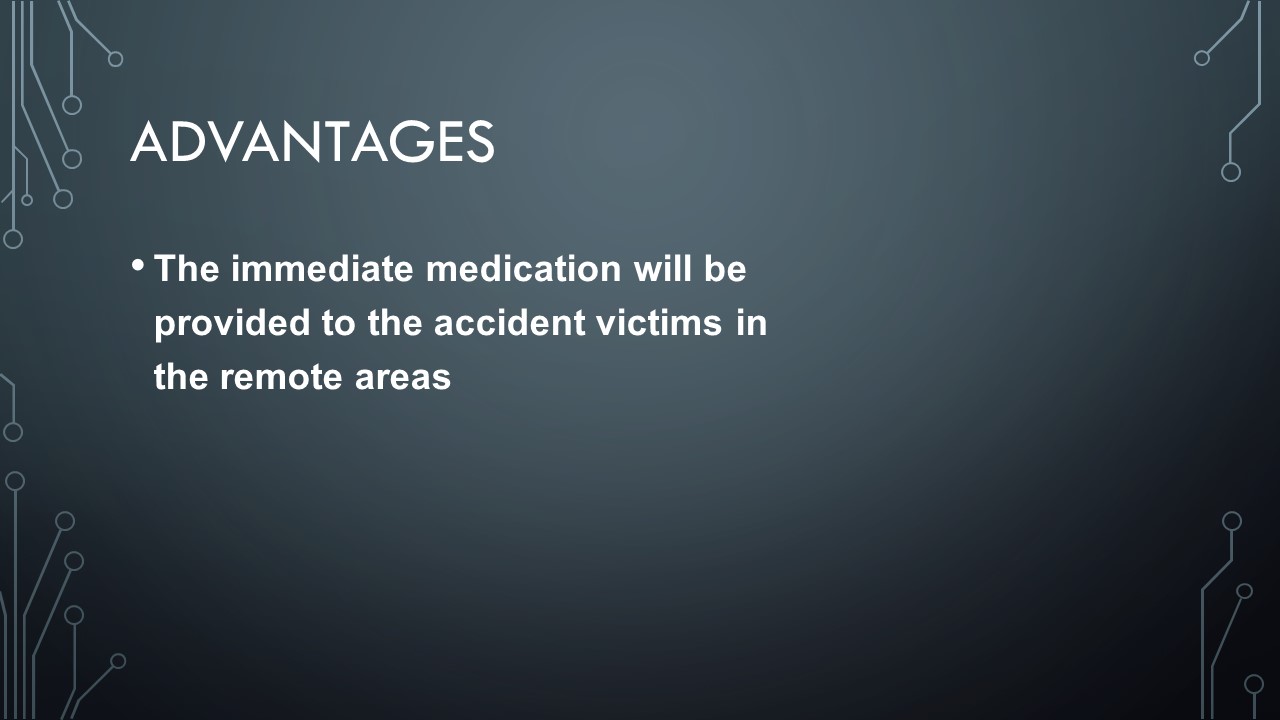 ADVANTAGES
• The immediate medication will be
provided to the accident victims in
the remote areas